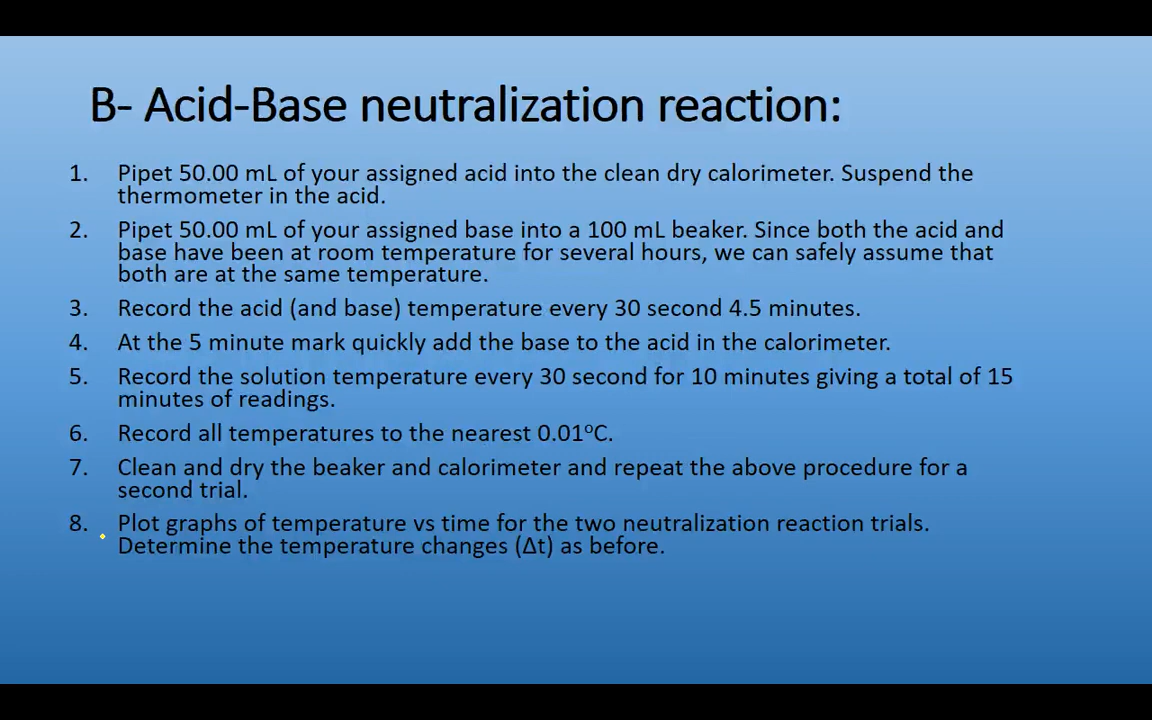 B- Acid-Base neutralization reaction:
1. Pipet 50.00 mL of your assigned acid into the clean dry calorimeter. Suspend the
thermometer in the acid.
2. Pipet 50.00 mL of your assigned base into a 100 mL beaker. Since both the acid and
base have been at room temperature for several hours, we can safely assume that
both are at the same temperature.
3. Record the acid (and base) temperature every 30 second 4.5 minutes.
4. At the 5 minute mark quickly add the base to the acid in the calorimeter.
5. Record the solution temperature every 30 second for 10 minutes giving a total of 15
minutes of readings.
6. Record all temperatures to the nearest 0.01°C.
7. Clean and dry the beaker and calorimeter and repeat the above procedure for a
second trial.
8. Plot graphs of temperature vs time for the two neutralization reaction trials.
Determine the temperature changes (Δt) as before.